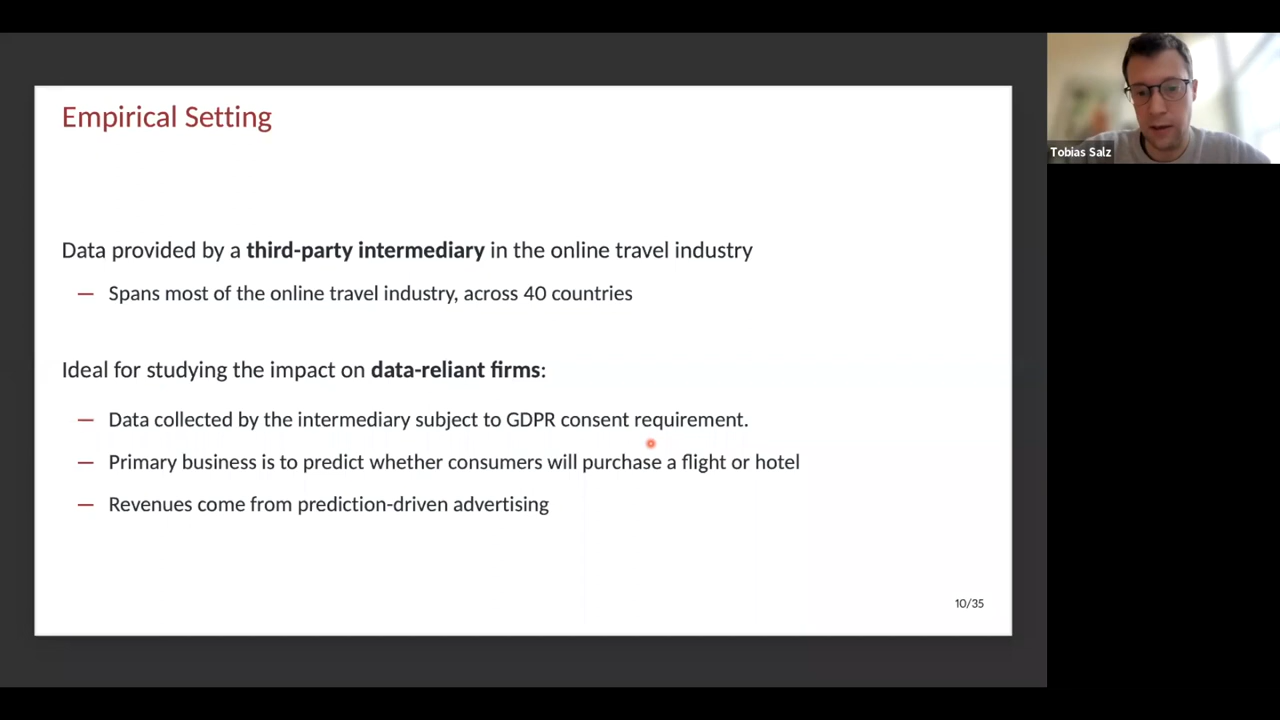 Empirical Setting
Data provided by a third-party intermediary in the online travel industry
— Spans most of the online travel industry, across 40 countries
Ideal for studying the impact on data-reliant firms:
— Data collected by the intermediary subject to GDPR consent requirement.
— Primary business is to predict whether consumers will purchase a flight or hotel
— Revenues come from prediction-driven advertising
10/35
Tobias Salz